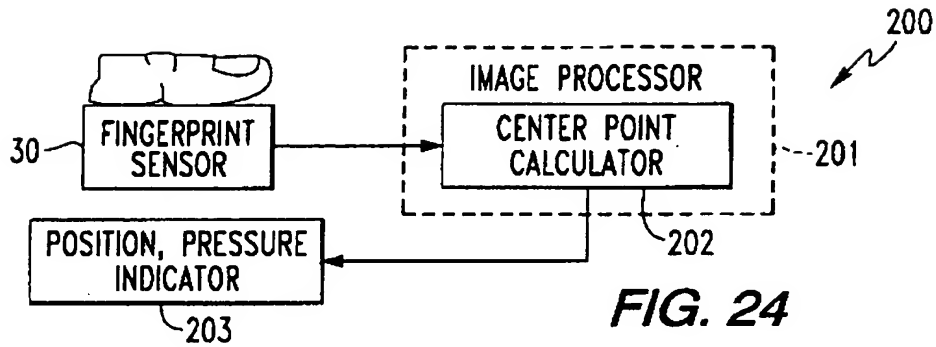 200
IMAGE PROCESSOR
30
FINGERPRINT
SENSOR
CENTER POINT
CALCULATOR
201
202
POSITION, PRESSURE
INDICATOR
203
FIG. 24